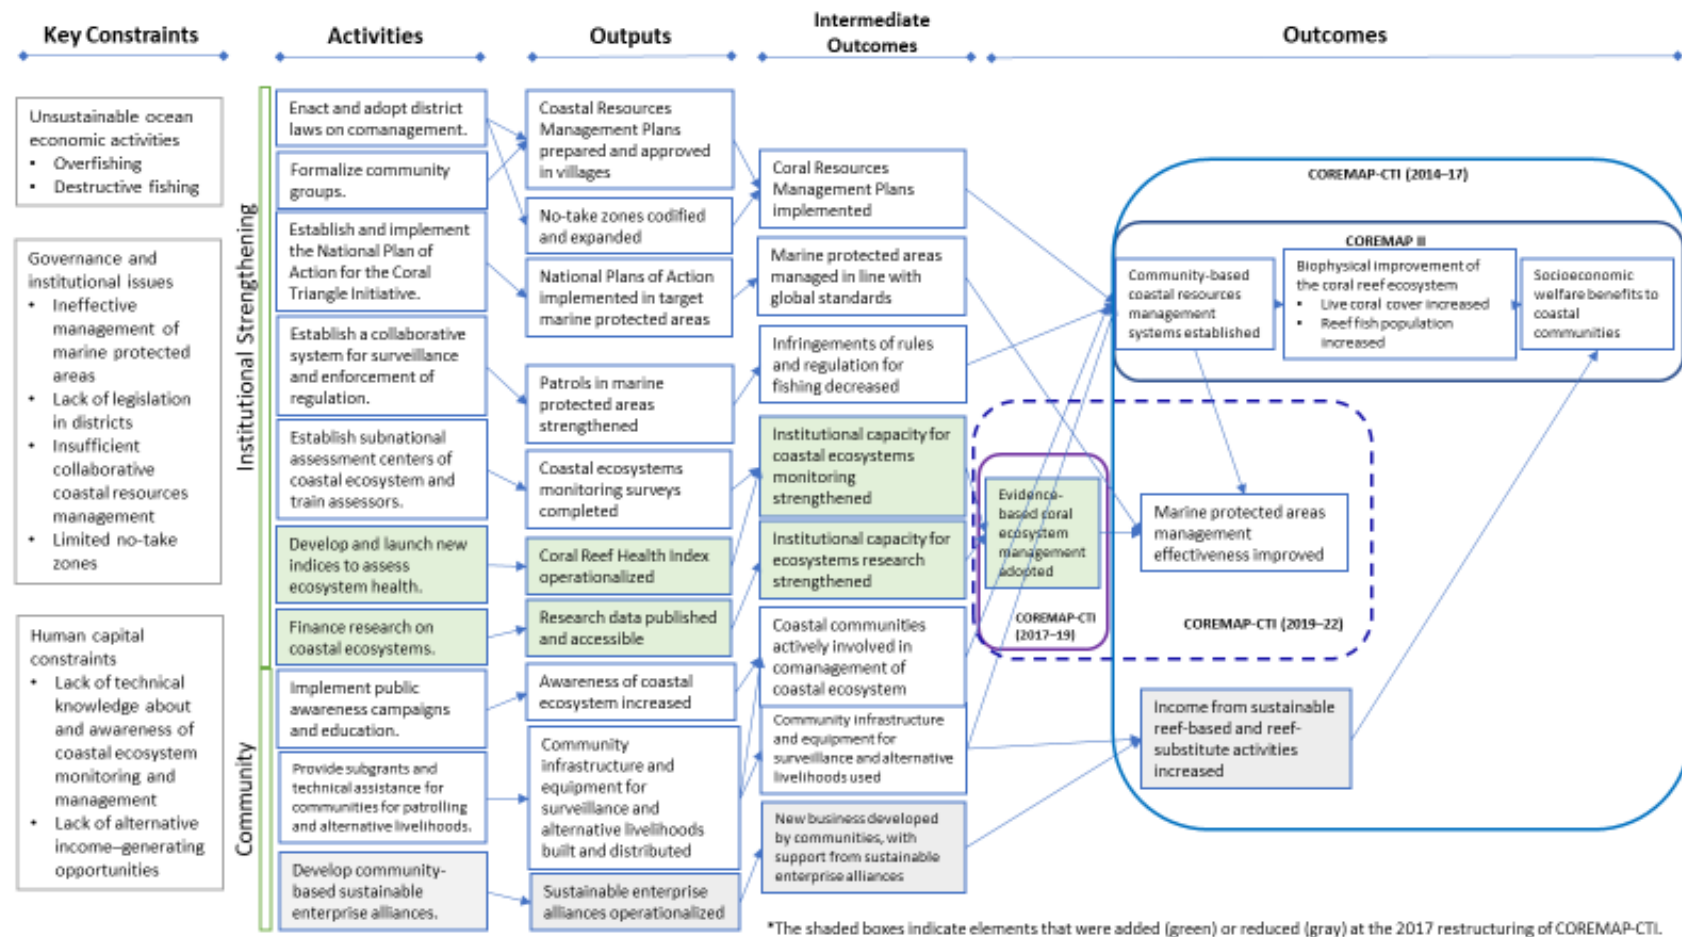 Key Constraints
Activities
Outputs
Intermediate
Outcomes
Outcomes
Unsustainable ocean
economic activities
• Overfishing
• Destructive fishing
Governance and
institutional issues
• Ineffective
management of
marine protected
areas
• Lack of legislation
in districts
• Insufficient
collaborative
coastal resources
management
• Limited no-take
zones
Human capital
constraints
• Lack of technical
knowledge about
and awareness of
coastal ecosystem
monitoring and
management
• Lack of alternative
income–generating
opportunities
Institutional Strengthening
Community
Enact and adopt district
laws on comanagement.
Formalize community
groups.
Establish and implement
the National Plan of
Action for the Coral
Triangle Initiative.
Establish a collaborative
system for surveillance
and enforcement of
regulation.
Establish subnational
assessment centers of
coastal ecosystem and
train assessors.
Develop and launch new
indices to assess
ecosystem health.
Finance research on
coastal ecosystems.
Implement public
awareness campaigns
and education.
Provide subgrants and
technical assistance for
communities for patrolling
and alternative livelihoods.
Develop community-
based sustainable
enterprise alliances.
Coastal Resources
Management Plans
prepared and approved
in villages
No-take zones codified
and expanded
National Plans of Action
implemented in target
marine protected areas
Patrols in marine
protected areas
strengthened
Coastal ecosystems
monitoring surveys
completed
Coral Reef Health Index
operationalized
Research data published
and accessible
Awareness of coastal
ecosystem increased
Community
infrastructure and
equipment for
surveillance and
alternative livelihoods
built and distributed
Sustainable enterprise
alliances operationalized
Coral Resources
Management Plans
implemented
Marine protected areas
managed in line with
global standards
Infringements of rules
and regulation for
fishing decreased
Institutional capacity for
coastal ecosystems
monitoring
strengthened
Institutional capacity for
ecosystems research
strengthened
Coastal communities
actively involved in
comanagement of
coastal ecosystem
Community infrastructure
and equipment for
surveillance and alternative
livelihoods used
New business developed
by communities, with
support from sustainable
enterprise alliances
COREMAP-CTI (2014–17)
COREMAP II
Community-based
coastal resources
management
systems established
Biophysical improvement of
the coral reef ecosystem
• Live coral cover increased
• Reef fish population
increased
Socioeconomic
welfare benefits to
coastal
communities
Evidence-
based coral
ecosystem
management
adopted
COREMAP-CTI
(2017–19)
Marine protected areas
management
effectiveness improved
COREMAP-CTI (2019–22)
Income from sustainable
reef-based and reef-
substitute activities
increased
*The shaded boxes indicate elements that were added (green) or reduced (gray) at the 2017 restructuring of COREMAP-CTI.